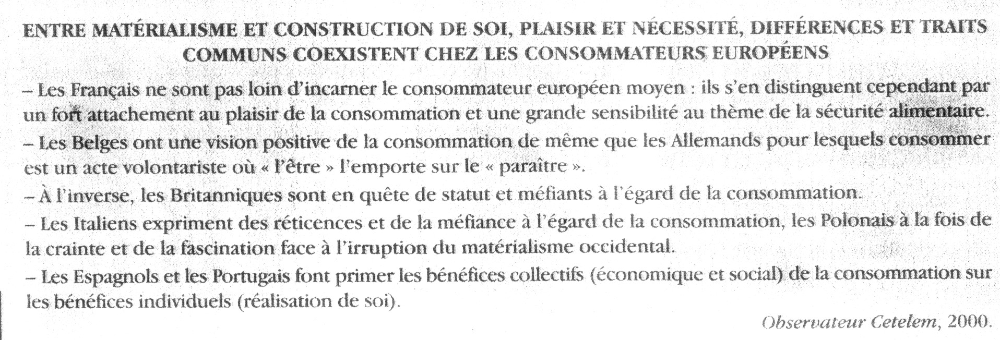 ENTRE MATÉRIALISME ET CONSTRUCTION DE SOI, PLAISIR ET NÉCESSITÉ, DIFFÉRENCES ET TRAITS
COMMUNS COEXISTENT CHEZ LES CONSOMMATEURS EUROPÉENS
– Les Français ne sont pas loin d'incarner le consommateur européen moyen : ils s'en distinguent cependant par
un fort attachement au plaisir de la consommation et une grande sensibilité au thème de la sécurité alimentaire.
– Les Belges ont une vision positive de la consommation de même que les Allemands pour lesquels consommer
est un acte volontariste où « l'être » l'emporte sur le « paraître ».
– À l'inverse, les Britanniques sont en quête de statut et méfiants à l'égard de la consommation.
– Les Italiens expriment des réticences et de la méfiance à l'égard de la consommation, les Polonais à la fois de
la crainte et de la fascination face à l'irruption du matérialisme occidental.
– Les Espagnols et les Portugais font primer les bénéfices collectifs (économique et social) de la consommation sur
les bénéfices individuels (réalisation de soi).
Observateur Cetelem, 2000.